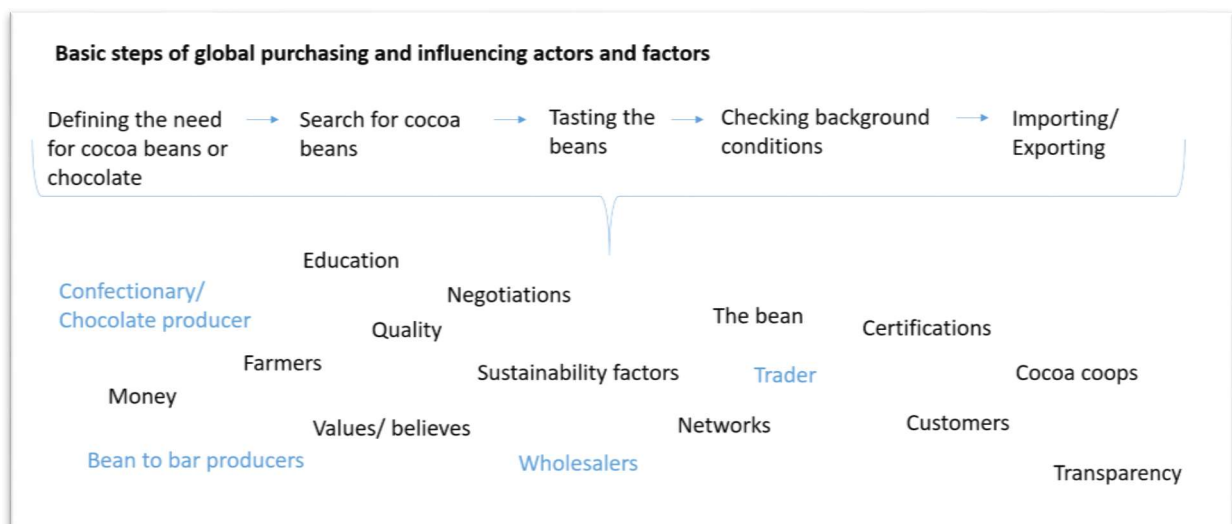 Basic steps of global purchasing and influencing actors and factors
Defining the need
for cocoa beans or
chocolate
Search for cocoa
beans
Tasting the
beans
Checking background
conditions
Importing/
Exporting
Education
Confectionary/
Chocolate producer
Negotiations
Quality
The bean
Certifications
Farmers
Sustainability factors
Trader
Cocoa coops
Money
Values/ believes
Networks
Customers
Bean to bar producers
Wholesalers
Transparency